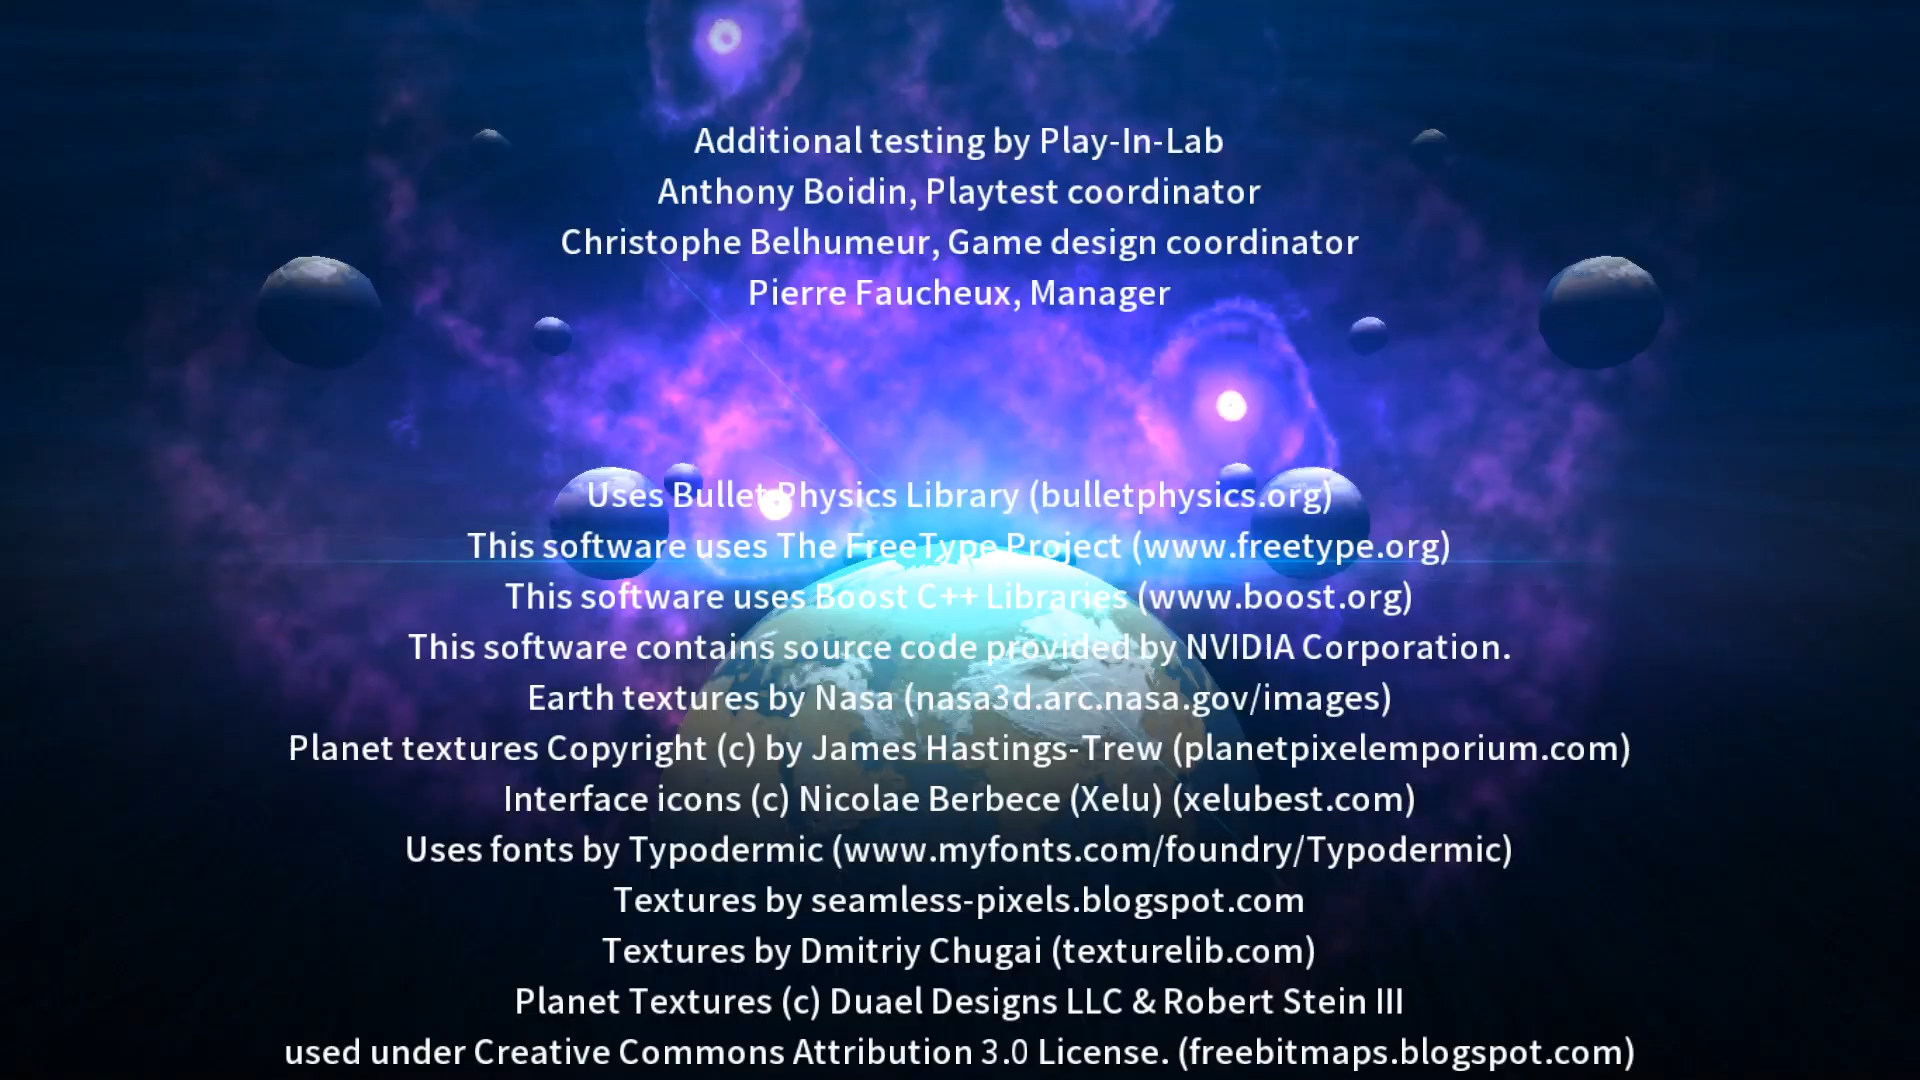 Additional testing by Play-In-Lab
Anthony Boidin, Playtest coordinator
Christophe Belhumeur, Game design coordinator
Pierre Faucheux, Manager
Uses Bullet Physics Library (bulletphysics.org)
This software uses The FreeType Project (www.freetype.org)
This software uses Boost C++ Libraries (www.boost.org)
This software contains source code provided by NVIDIA Corporation.
Earth textures by Nasa (nasa3d.arc.nasa.gov/images)
Planet textures Copyright (c) by James Hastings-Trew (planetpixelemporium.com)
Interface icons (c) Nicolae Berbece (Xelu) (xelubest.com)
Uses fonts by Typodermic (www.myfonts.com/foundry/Typodermic)
Textures by seamless-pixels.blogspot.com
Textures by Dmitriy Chugai (texturelib.com)
Planet Textures (c) Duael Designs LLC & Robert Stein III
used under Creative Commons Attribution 3.0 License. (freebitmaps.blogspot.com)